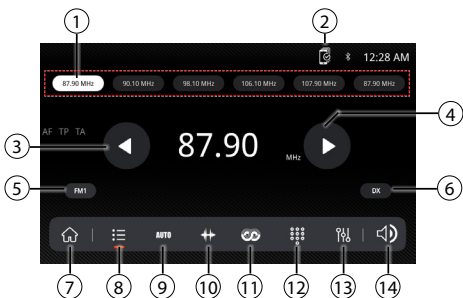 1
2
12:28 AM
87.90 MHz 90.10 MHz 98.10 MHz 106.10 MHz 107.90 MHz 87.90 MHz
4
AF TP TA
3
87.90 MHz
5
FM1
DX
6
AUTO
7 8 9 10 11 12 13 14